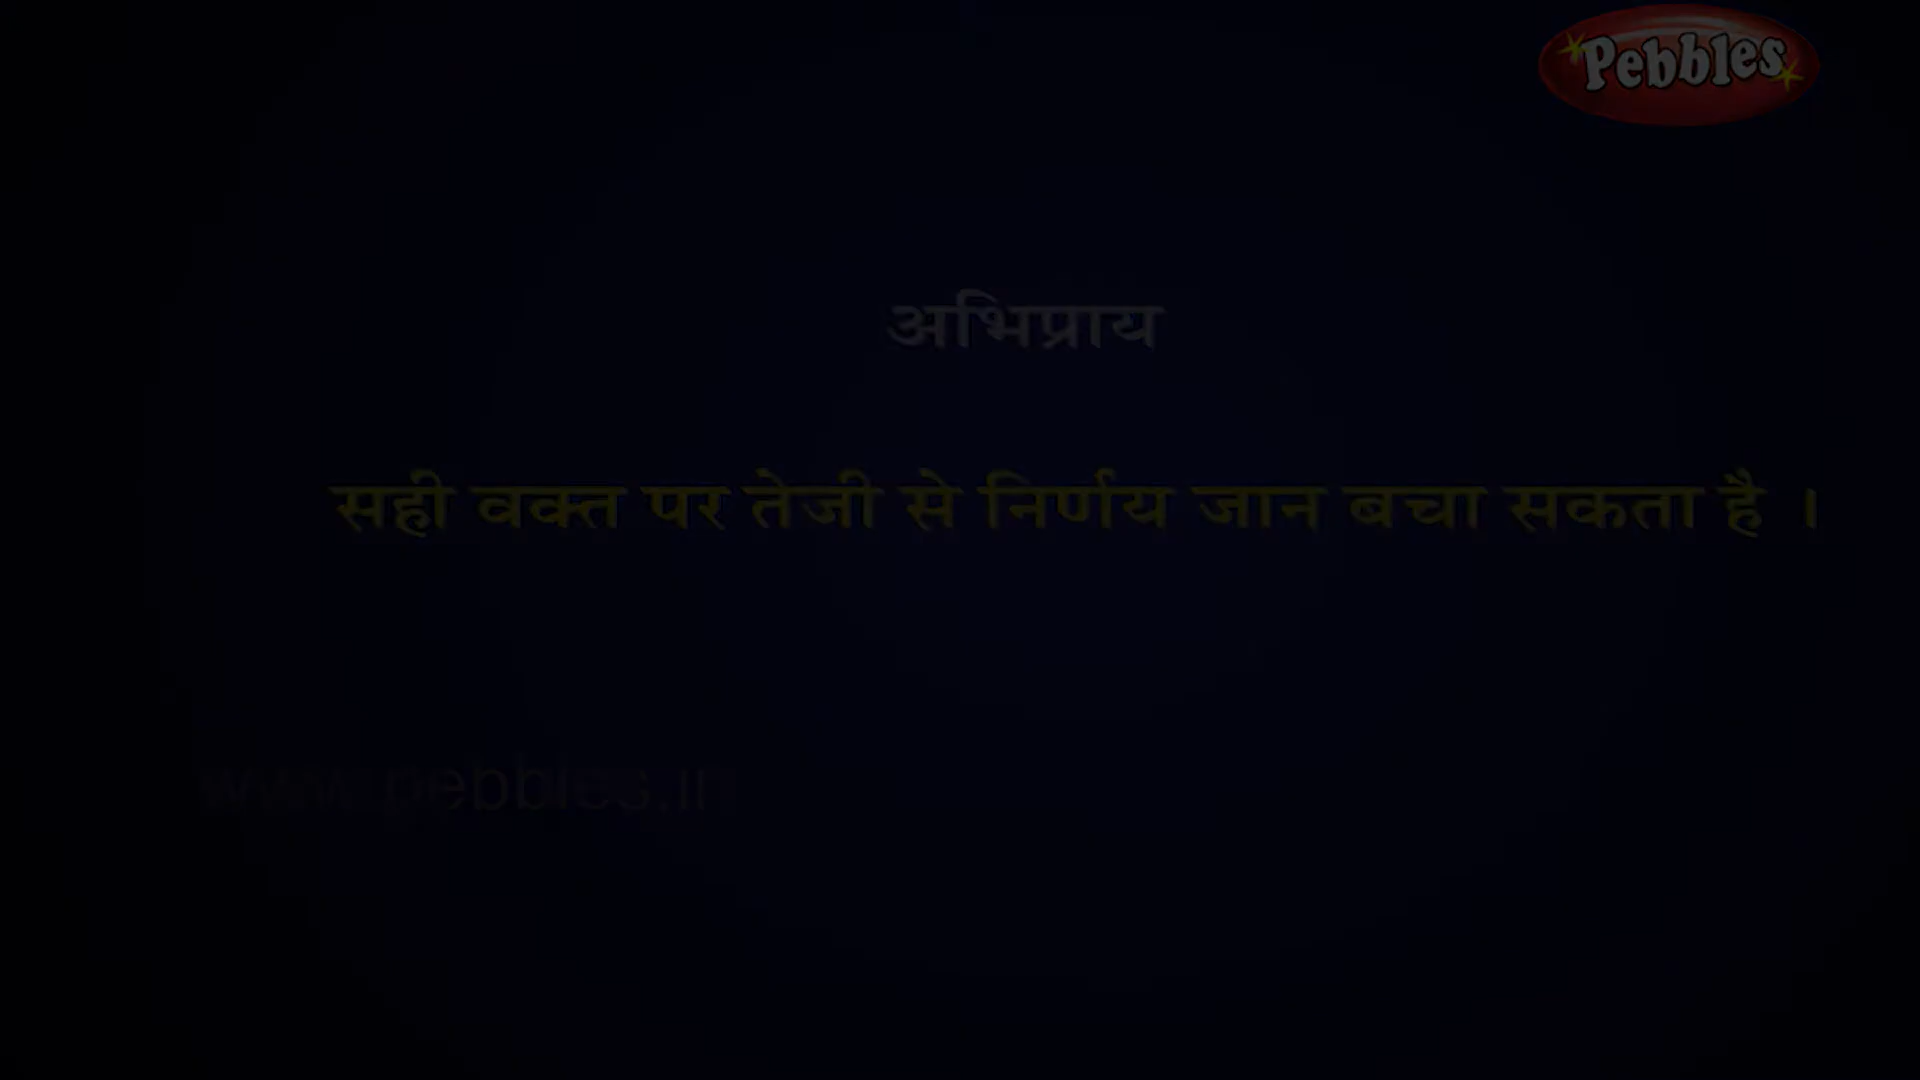 Pebbles
अभिप्राय
सही वक्त पर तेजी से निर्णय जान बचा सकता है ।
www.pebbles.in